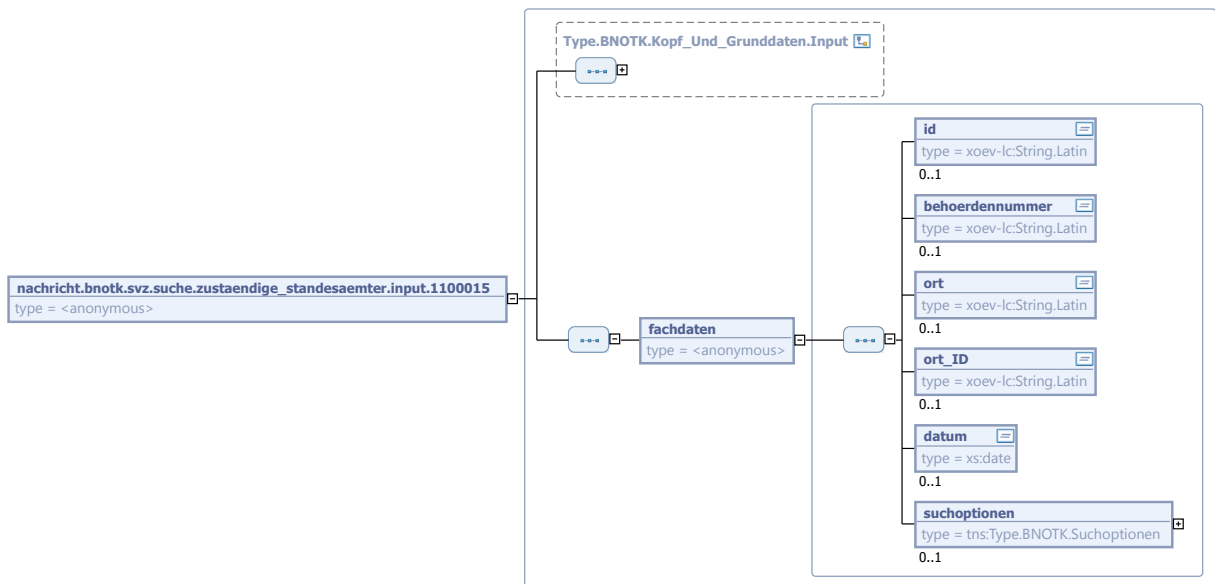 Type.BNOTK.Kopf_Und_Grunddaten.Input
id
type = xoev-lc:String.Latin
0..1
behoerdennummer
type = xoev-lc:String.Latin
0..1
ort
type = xoev-lc:String.Latin
0..1
nachricht.bnotk.svz.suche.zustaendige_standesaemter.input.1100015
type = <anonymous>
fachdaten
type = <anonymous>
ort_ID
type = xoev-lc:String.Latin
0..1
datum
type = xs:date
0..1
suchoptionen
type = tns:Type.BNOTK.Suchoptionen
0..1